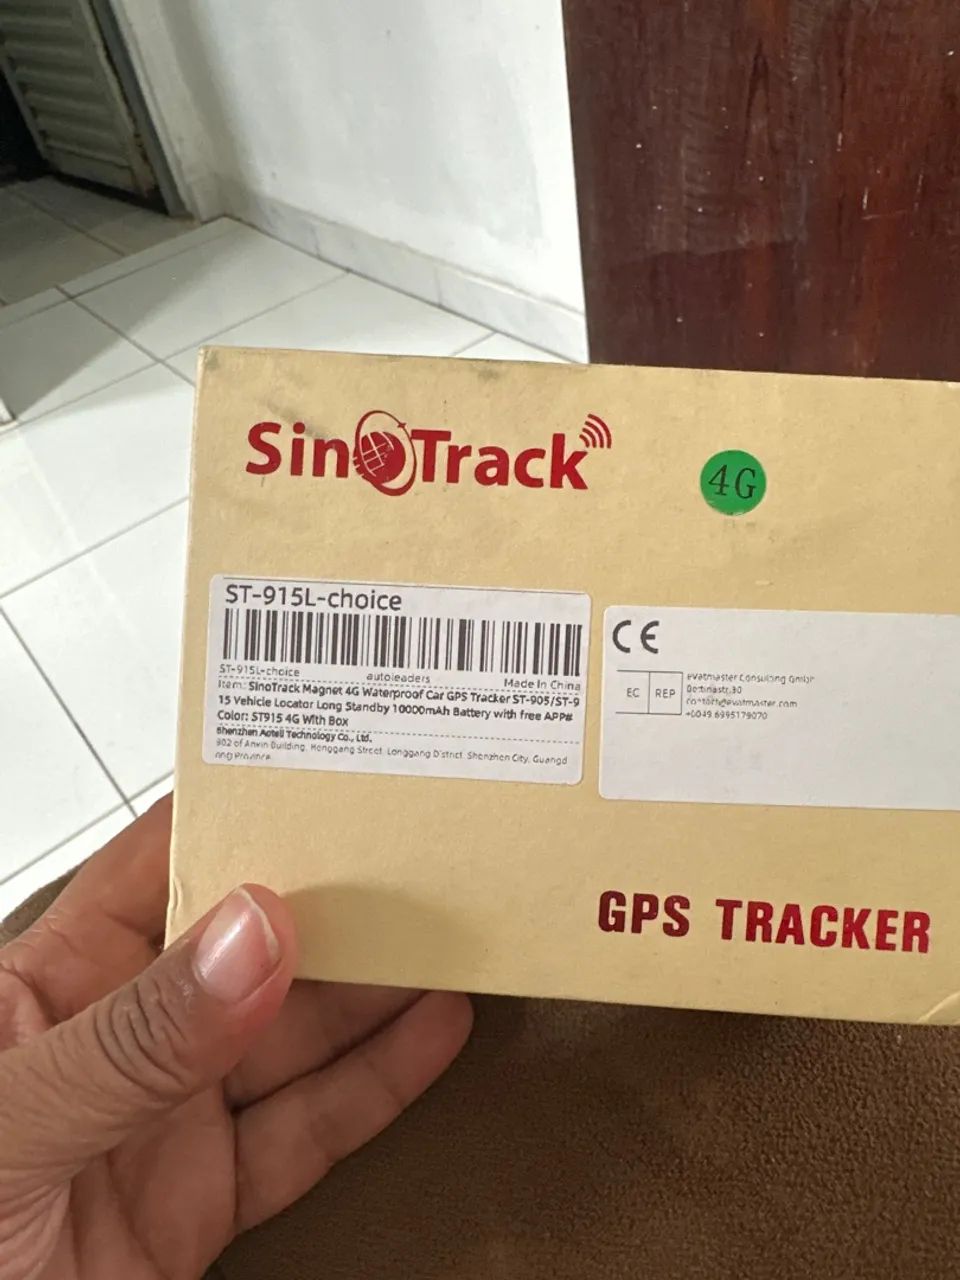 SinoTrack
4G
ST-915L-choice
ST-915L-choice
autoleaders
Made In China
Item: SinoTrack Magnet 4G Waterproof Car GPS Tracker ST-905/ST-9
15 Vehicle Locator Long Standby 10000mAh Battery with free APP#
Color: ST915 4G With Box
Shenzhen Aotell Technology Co., Ltd.
902 of Anxin Building, Henggang Street, Longgang District, Shenzhen City, Guangd
ong Province
CE
EC REP
eVatmaster Consulting GmbH
Bettinastr.30
contact@evatmaster.com
+0049 6995179070
GPS TRACKER